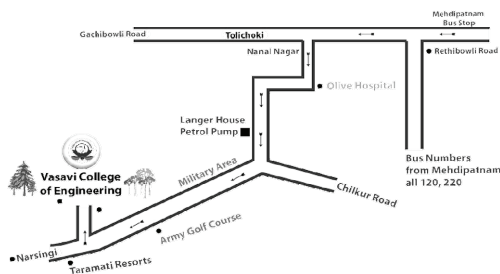 Mehdipatnam
Bus Stop
Gachibowli Road
Tolichoki
Nanal Nagar
Rethibowli Road
Olive Hospital
Langer House
Petrol Pump
Vasavi College
of Engineering
Military Area
Bus Numbers
from Mehdipatnam
all 120, 220
Chilkur Road
Army Golf Course
Narsingi
Taramati Resorts